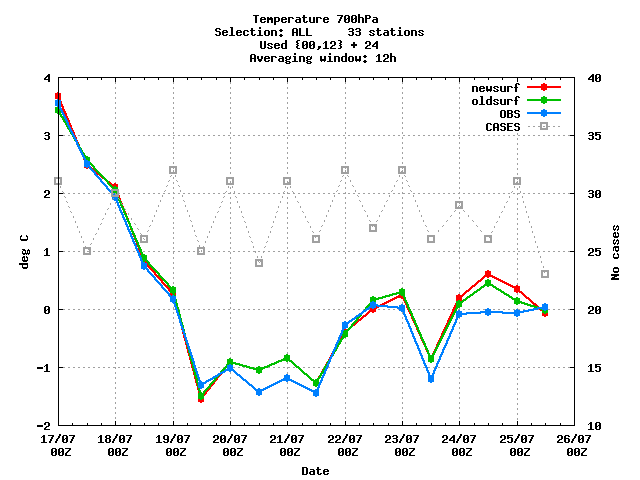 Temperature 700hPa
Selection: ALL     33 stations
Used {00,12} + 24
Averaging window: 12h
newsurf
oldsurf
OBS
CASES
4
3
2
1
0
-1
-2
deg C
40
35
30
25
20
15
10
No cases
17/07 18/07 19/07 20/07 21/07 22/07 23/07 24/07 25/07 26/07
00Z 00Z 00Z 00Z 00Z 00Z 00Z 00Z 00Z 00Z
Date